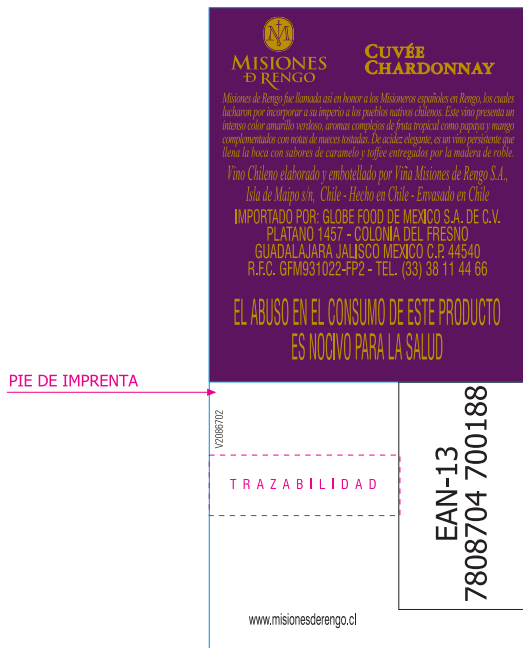 M
MISIONES
D RENGO
CUVÉE
CHARDONNAY
Misiones de Rengo fue llamada así en honor a los Misioneros españoles en Rengo, los cuales
lucharon por incorporar a su imperio a los pueblos nativos chilenos. Este vino presenta un
intenso color amarillo verdoso, aromas complejos de fruta tropical como papaya y mango
complementados con notas de nueces tostadas. De acidez elegante, es un vino persistente que
llena la boca con sabores de caramelo y toffee entregados por la madera de roble.
Vino Chileno elaborado y embotellado por Viña Misiones de Rengo S.A.,
Isla de Maipo s/n, Chile - Hecho en Chile - Envasado en Chile
IMPORTADO POR: GLOBE FOOD DE MEXICO S.A. DE C.V.
PLATANO 1457 - COLONIA DEL FRESNO
GUADALAJARA JALISCO MEXICO C.P. 44540
R.F.C. GFM931022-FP2 - TEL. (33) 38 11 44 66
EL ABUSO EN EL CONSUMO DE ESTE PRODUCTO
ES NOCIVO PARA LA SALUD
PIE DE IMPRENTA
V2086702
TRAZABILIDAD
EAN-13
7808704 700188
www.misionesderengo.cl